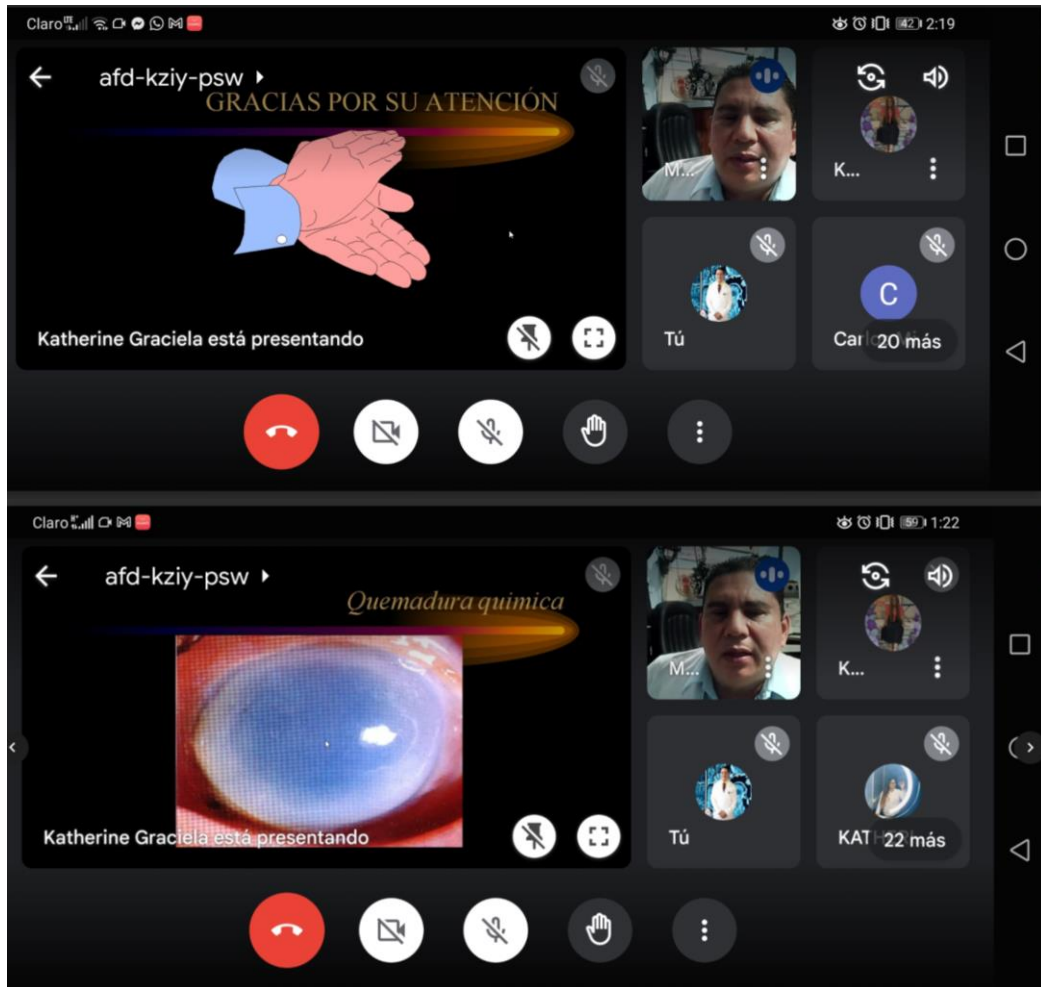 Claro 42 2:19
afd-kziy-psw
GRACIAS POR SU ATENCIÓN
M...
K...
Katherine Graciela está presentando
Tú
C
20 más
Claro 59 1:22
afd-kziy-psw
Quemadura quimica
M...
K...
Katherine Graciela está presentando
Tú
22 más